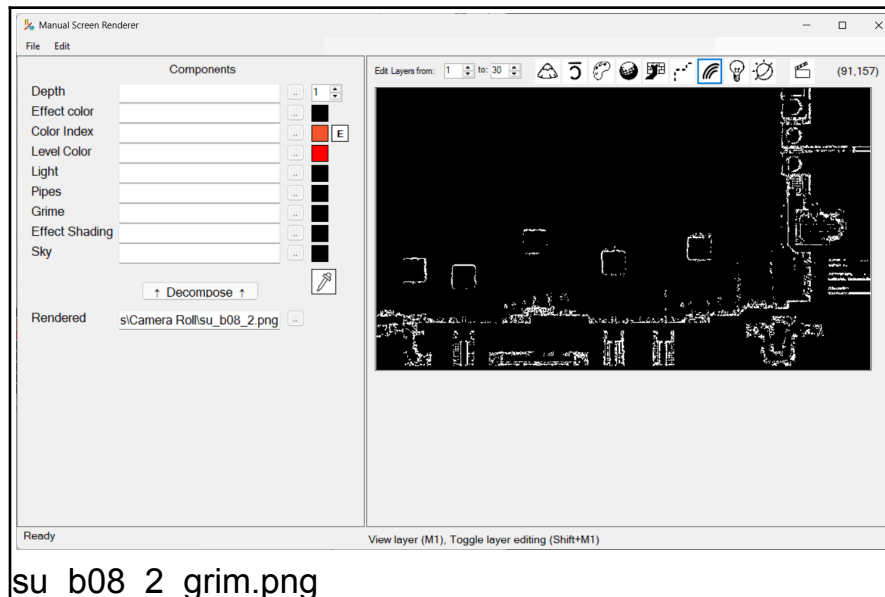 Manual Screen Renderer
File Edit
Components
Depth .. 1
Effect color ..
Color Index .. E
Level Color ..
Light ..
Pipes ..
Grime ..
Effect Shading ..
Sky ..
↑ Decompose ↑
Rendered s\Camera Roll\su_b08_2.png ..
Edit Layers from: 1 to: 30 (91,157)
Ready
View layer (M1), Toggle layer editing (Shift+M1)
su_b08_2_grim.png